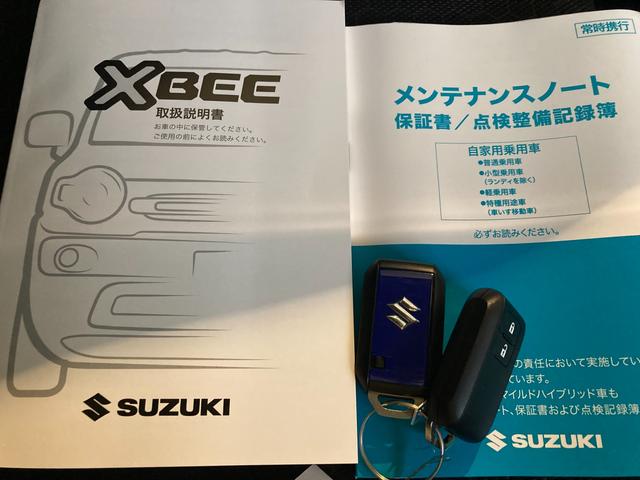 XBEE
取扱説明書
お車の中に保管してください。
ご使用の前によくお読みください。
SUZUKI
常時携行
メンテナンスノート
保証書/点検整備記録簿
自家用乗用車
●普通乗用車
●小型乗用車
(ランディを除く)
●軽乗用車
●特種用途車
(車いす移動車)
必ずお読みください。
の責任において実施してい
ています。
マイルドハイブリッド車も
ート、保証書および点検記録簿
SUZUKI